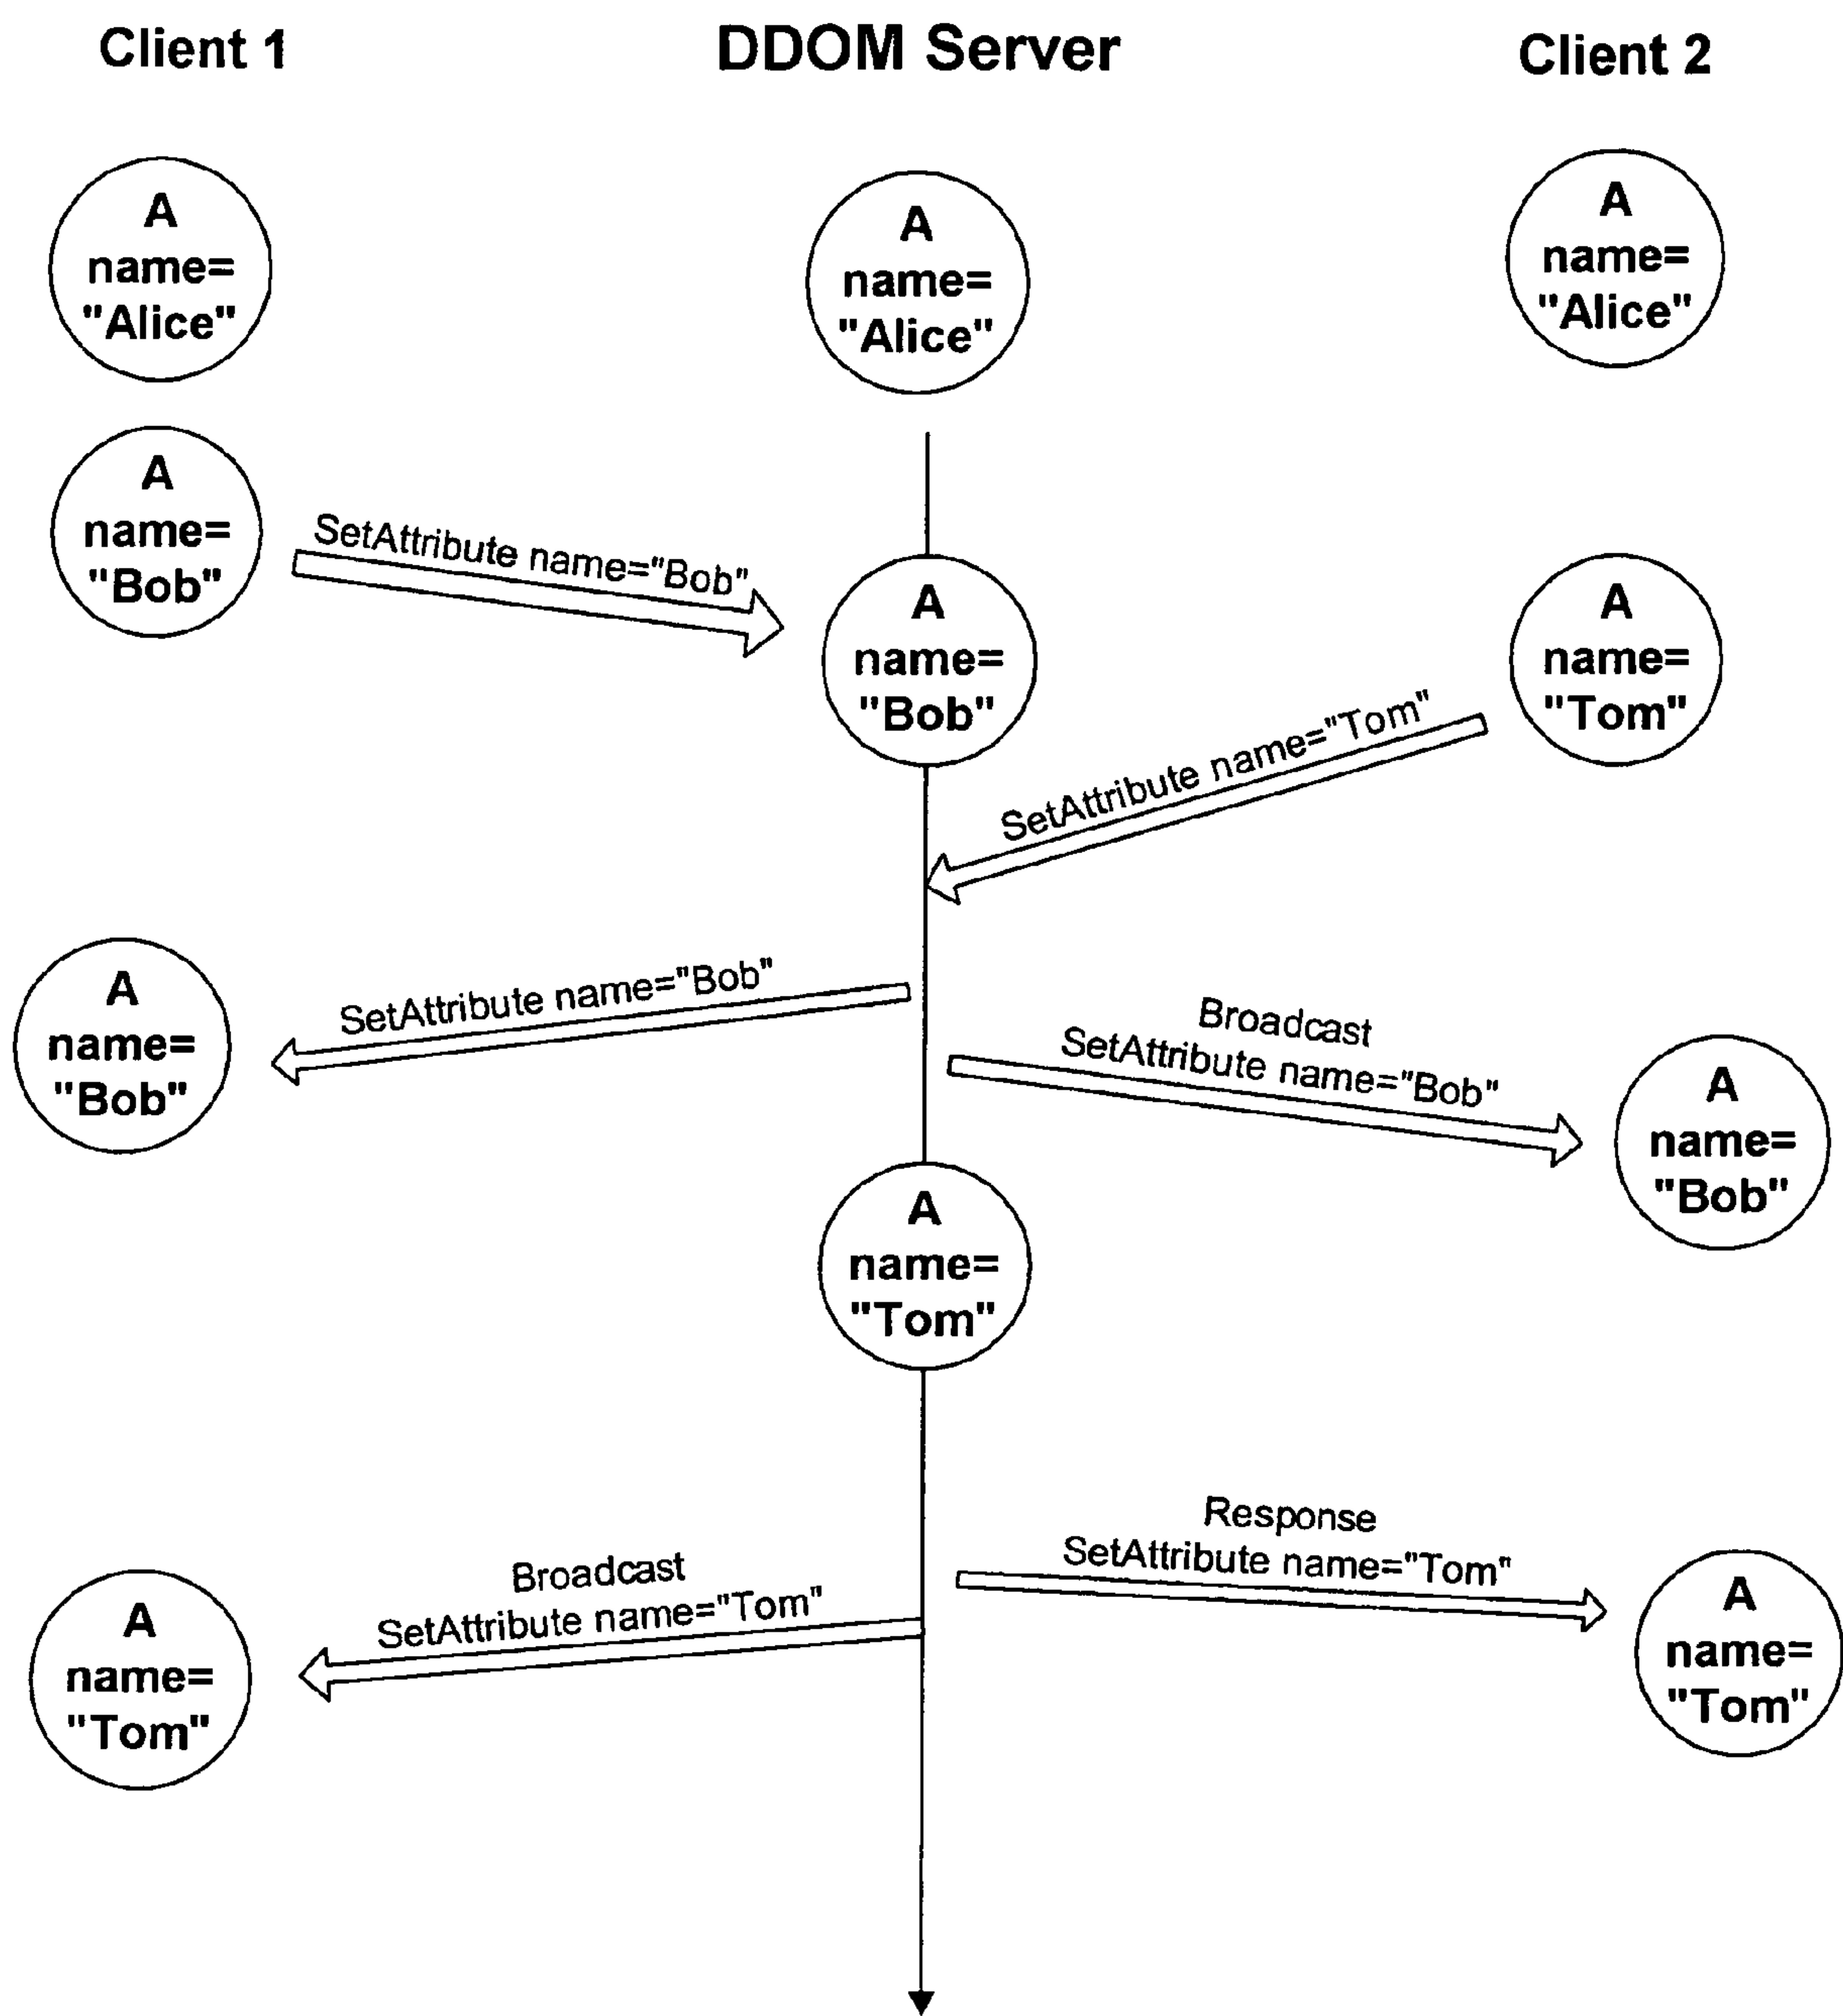 Client 1
DDOM Server
Client 2
A
name=
"Alice"
A
name=
"Alice"
A
name=
"Alice"
A
name=
"Bob"
SetAttribute name="Bob"
A
name=
"Bob"
A
name=
"Tom"
SetAttribute name="Tom"
A
name=
"Bob"
SetAttribute name="Bob"
Broadcast
SetAttribute name="Bob"
A
name=
"Bob"
A
name=
"Tom"
Response
SetAttribute name="Tom"
A
name=
"Tom"
Broadcast
SetAttribute name="Tom"
A
name=
"Tom"